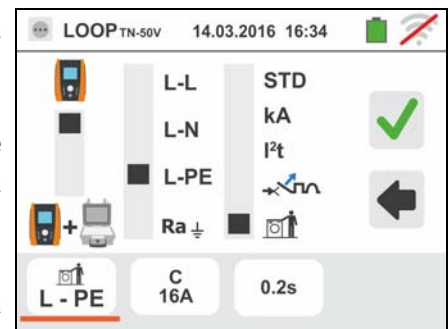 LOOP TN-50V 14.03.2016 16:34
L-L
STD
L-N
kA
I²t
L-PE
Ra
+
L - PE
C
16A
0.2s